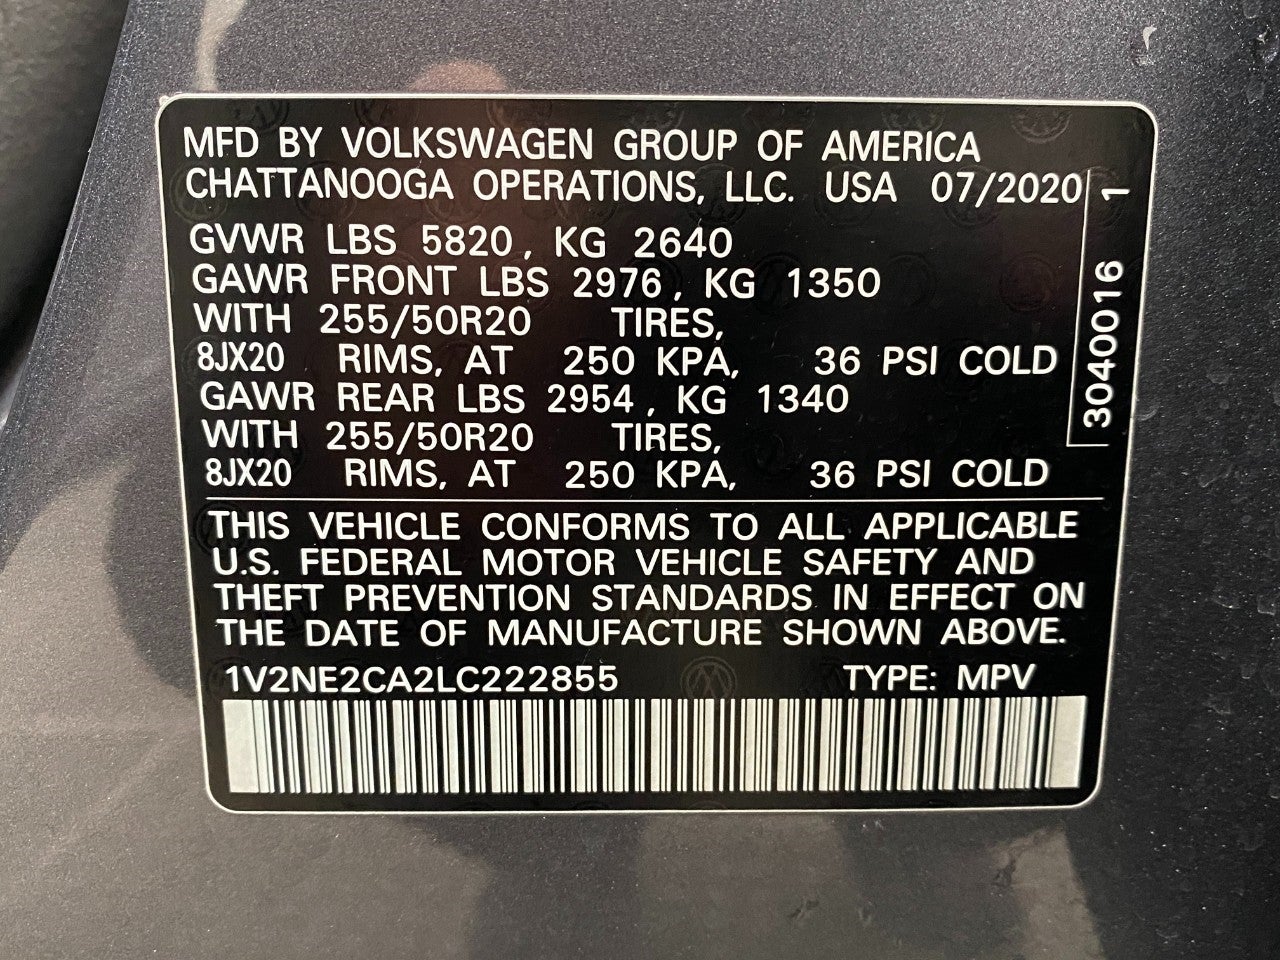 MFD BY VOLKSWAGEN GROUP OF AMERICA
CHATTANOOGA OPERATIONS, LLC. USA 07/2020
GVWR LBS 5820, KG 2640
GAWR FRONT LBS 2976, KG 1350
WITH 255/50R20 TIRES,
8JX20 RIMS, AT 250 KPA, 36 PSI COLD
GAWR REAR LBS 2954, KG 1340
WITH 255/50R20 TIRES,
8JX20 RIMS, AT 250 KPA, 36 PSI COLD
3040016 1
THIS VEHICLE CONFORMS TO ALL APPLICABLE
U.S. FEDERAL MOTOR VEHICLE SAFETY AND
THEFT PREVENTION STANDARDS IN EFFECT ON
THE DATE OF MANUFACTURE SHOWN ABOVE.
1V2NE2CA2LC222855 TYPE: MPV